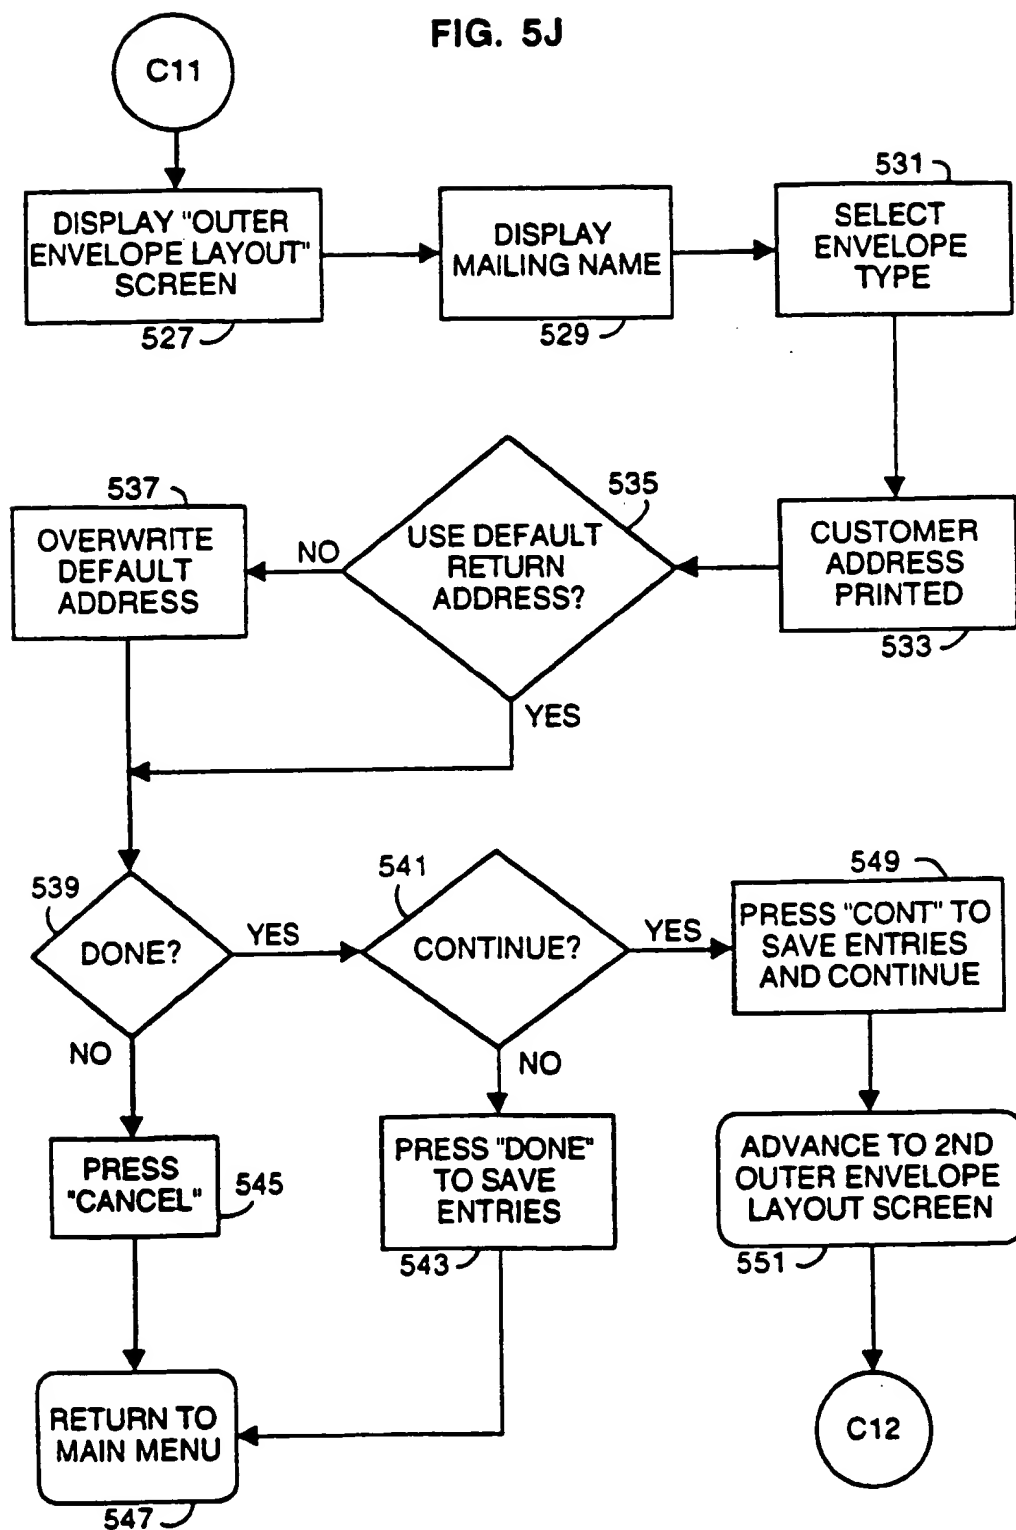 FIG. 5J
C11
DISPLAY "OUTER
ENVELOPE LAYOUT"
SCREEN
527
DISPLAY
MAILING NAME
529
531
SELECT
ENVELOPE
TYPE
CUSTOMER
ADDRESS
PRINTED
533
535
USE DEFAULT
RETURN
ADDRESS?
NO
YES
537
OVERWRITE
DEFAULT
ADDRESS
539
DONE?
YES
NO
541
CONTINUE?
YES
NO
549
PRESS "CONT" TO
SAVE ENTRIES
AND CONTINUE
PRESS
"CANCEL"
545
PRESS "DONE"
TO SAVE
ENTRIES
543
ADVANCE TO 2ND
OUTER ENVELOPE
LAYOUT SCREEN
551
RETURN TO
MAIN MENU
547
C12